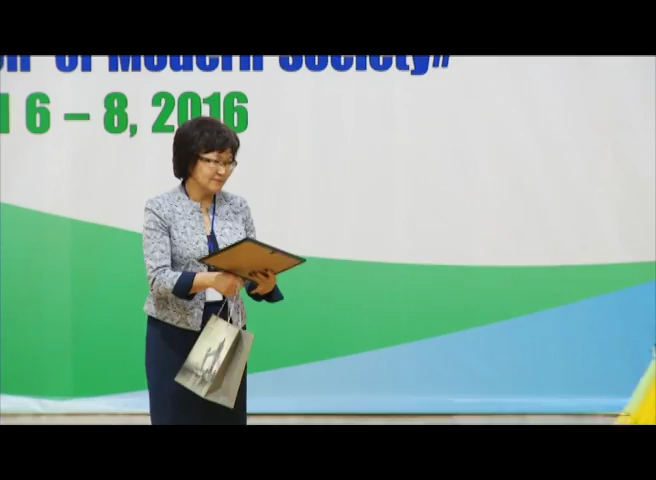 of Modern Society"
6 – 8, 2016